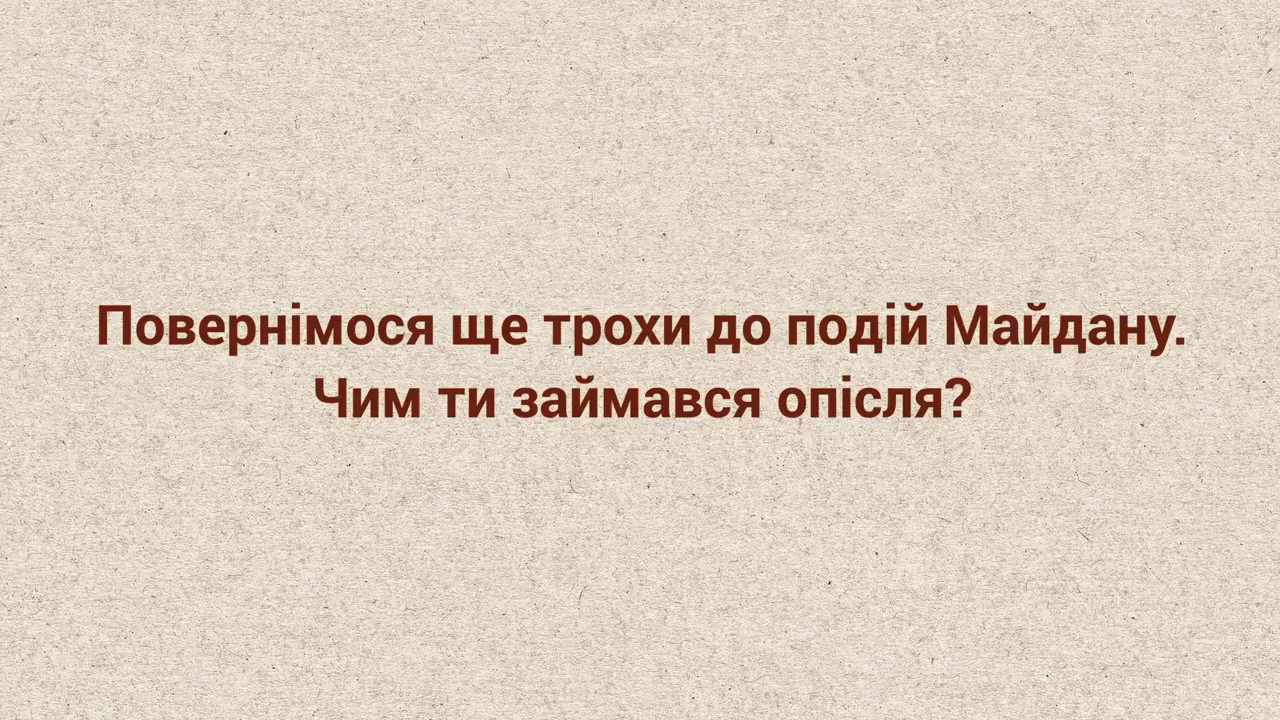 Повернімося ще трохи до подій Майдану.
Чим ти займався опісля?